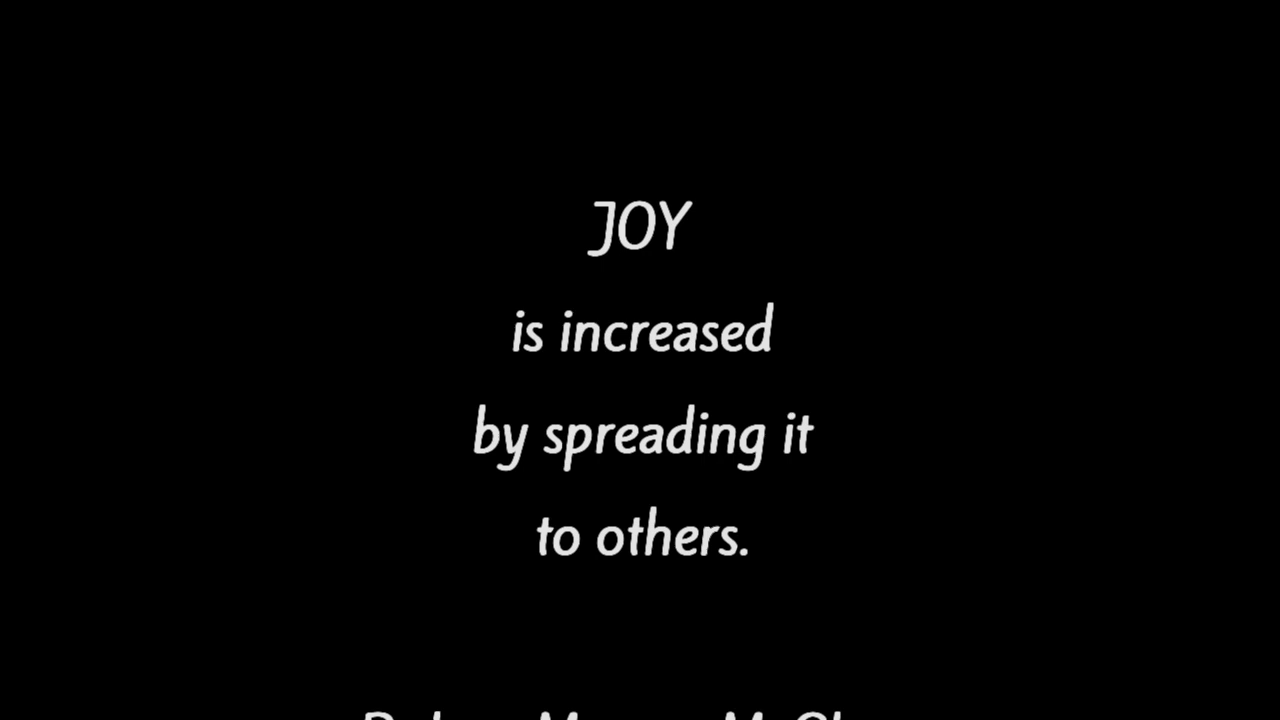 JOY
is increased
by spreading it
to others.